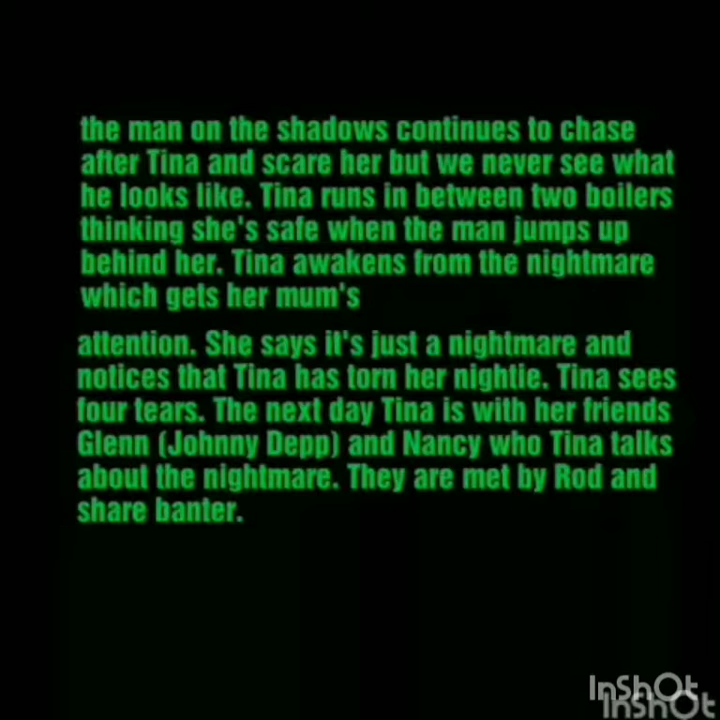 the man on the shadows continues to chase
after Tina and scare her but we never see what
he looks like. Tina runs in between two boilers
thinking she's safe when the man jumps up
behind her. Tina awakens from the nightmare
which gets her mum's
attention. She says it's just a nightmare and
notices that Tina has torn her nightie. Tina sees
four tears. The next day Tina is with her friends
Glenn (Johnny Depp) and Nancy who Tina talks
about the nightmare. They are met by Rod and
share banter.
InShOt
InShOt